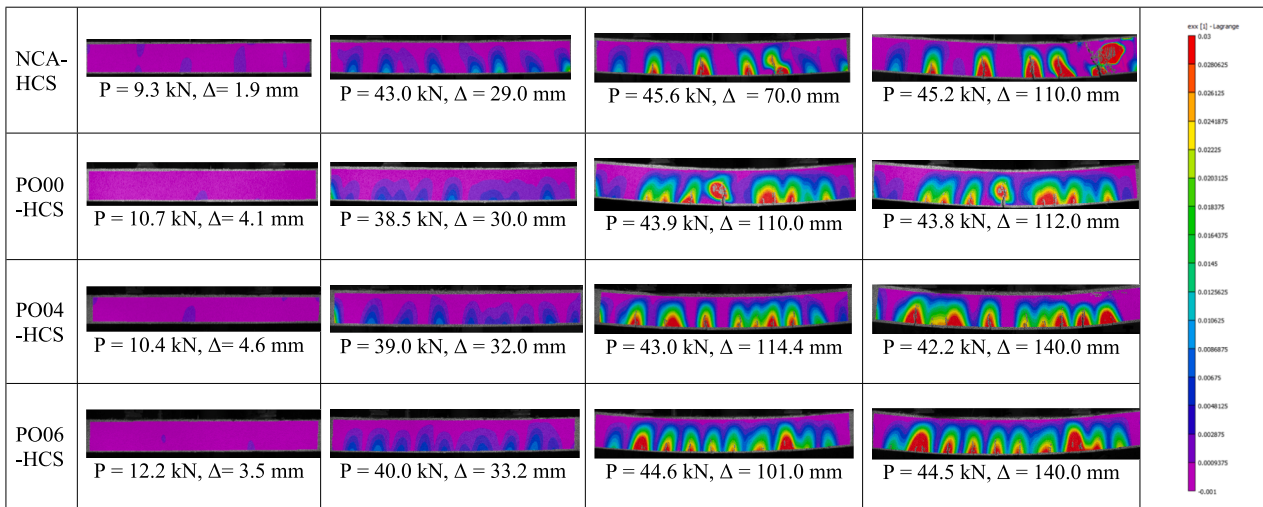 NCA-
HCS
P = 9.3 kN, Δ= 1.9 mm
P = 43.0 kN, Δ = 29.0 mm
P = 45.6 kN, Δ = 70.0 mm
P = 45.2 kN, Δ = 110.0 mm
PO00
-HCS
P = 10.7 kN, Δ= 4.1 mm
P = 38.5 kN, Δ = 30.0 mm
P = 43.9 kN, Δ = 110.0 mm
P = 43.8 kN, Δ = 112.0 mm
PO04
-HCS
P = 10.4 kN, Δ= 4.6 mm
P = 39.0 kN, Δ = 32.0 mm
P = 43.0 kN, Δ = 114.4 mm
P = 42.2 kN, Δ = 140.0 mm
PO06
-HCS
P = 12.2 kN, Δ= 3.5 mm
P = 40.0 kN, Δ = 33.2 mm
P = 44.6 kN, Δ = 101.0 mm
P = 44.5 kN, Δ = 140.0 mm
exx [1] - Lagrange
0.03
0.0280625
0.026125
0.0241875
0.02225
0.0203125
0.018375
0.0164375
0.0145
0.0125625
0.010625
0.0086875
0.00675
0.0048125
0.002875
0.0009375
-0.001